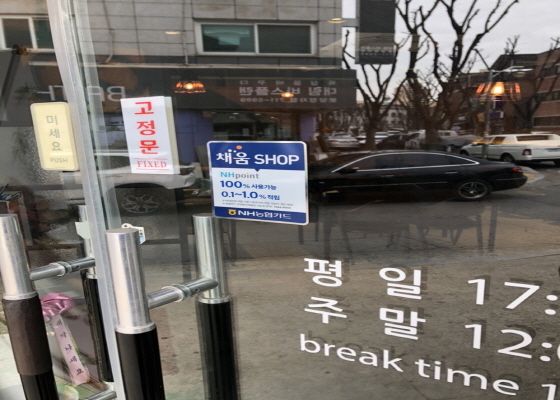 미세요
PUSH
고정문
FIXED
채움 SHOP
NHpoint
100% 사용가능
0.1~1.0% 적립
NH농협카드
평 일 17:
주 말 12:
break time 1